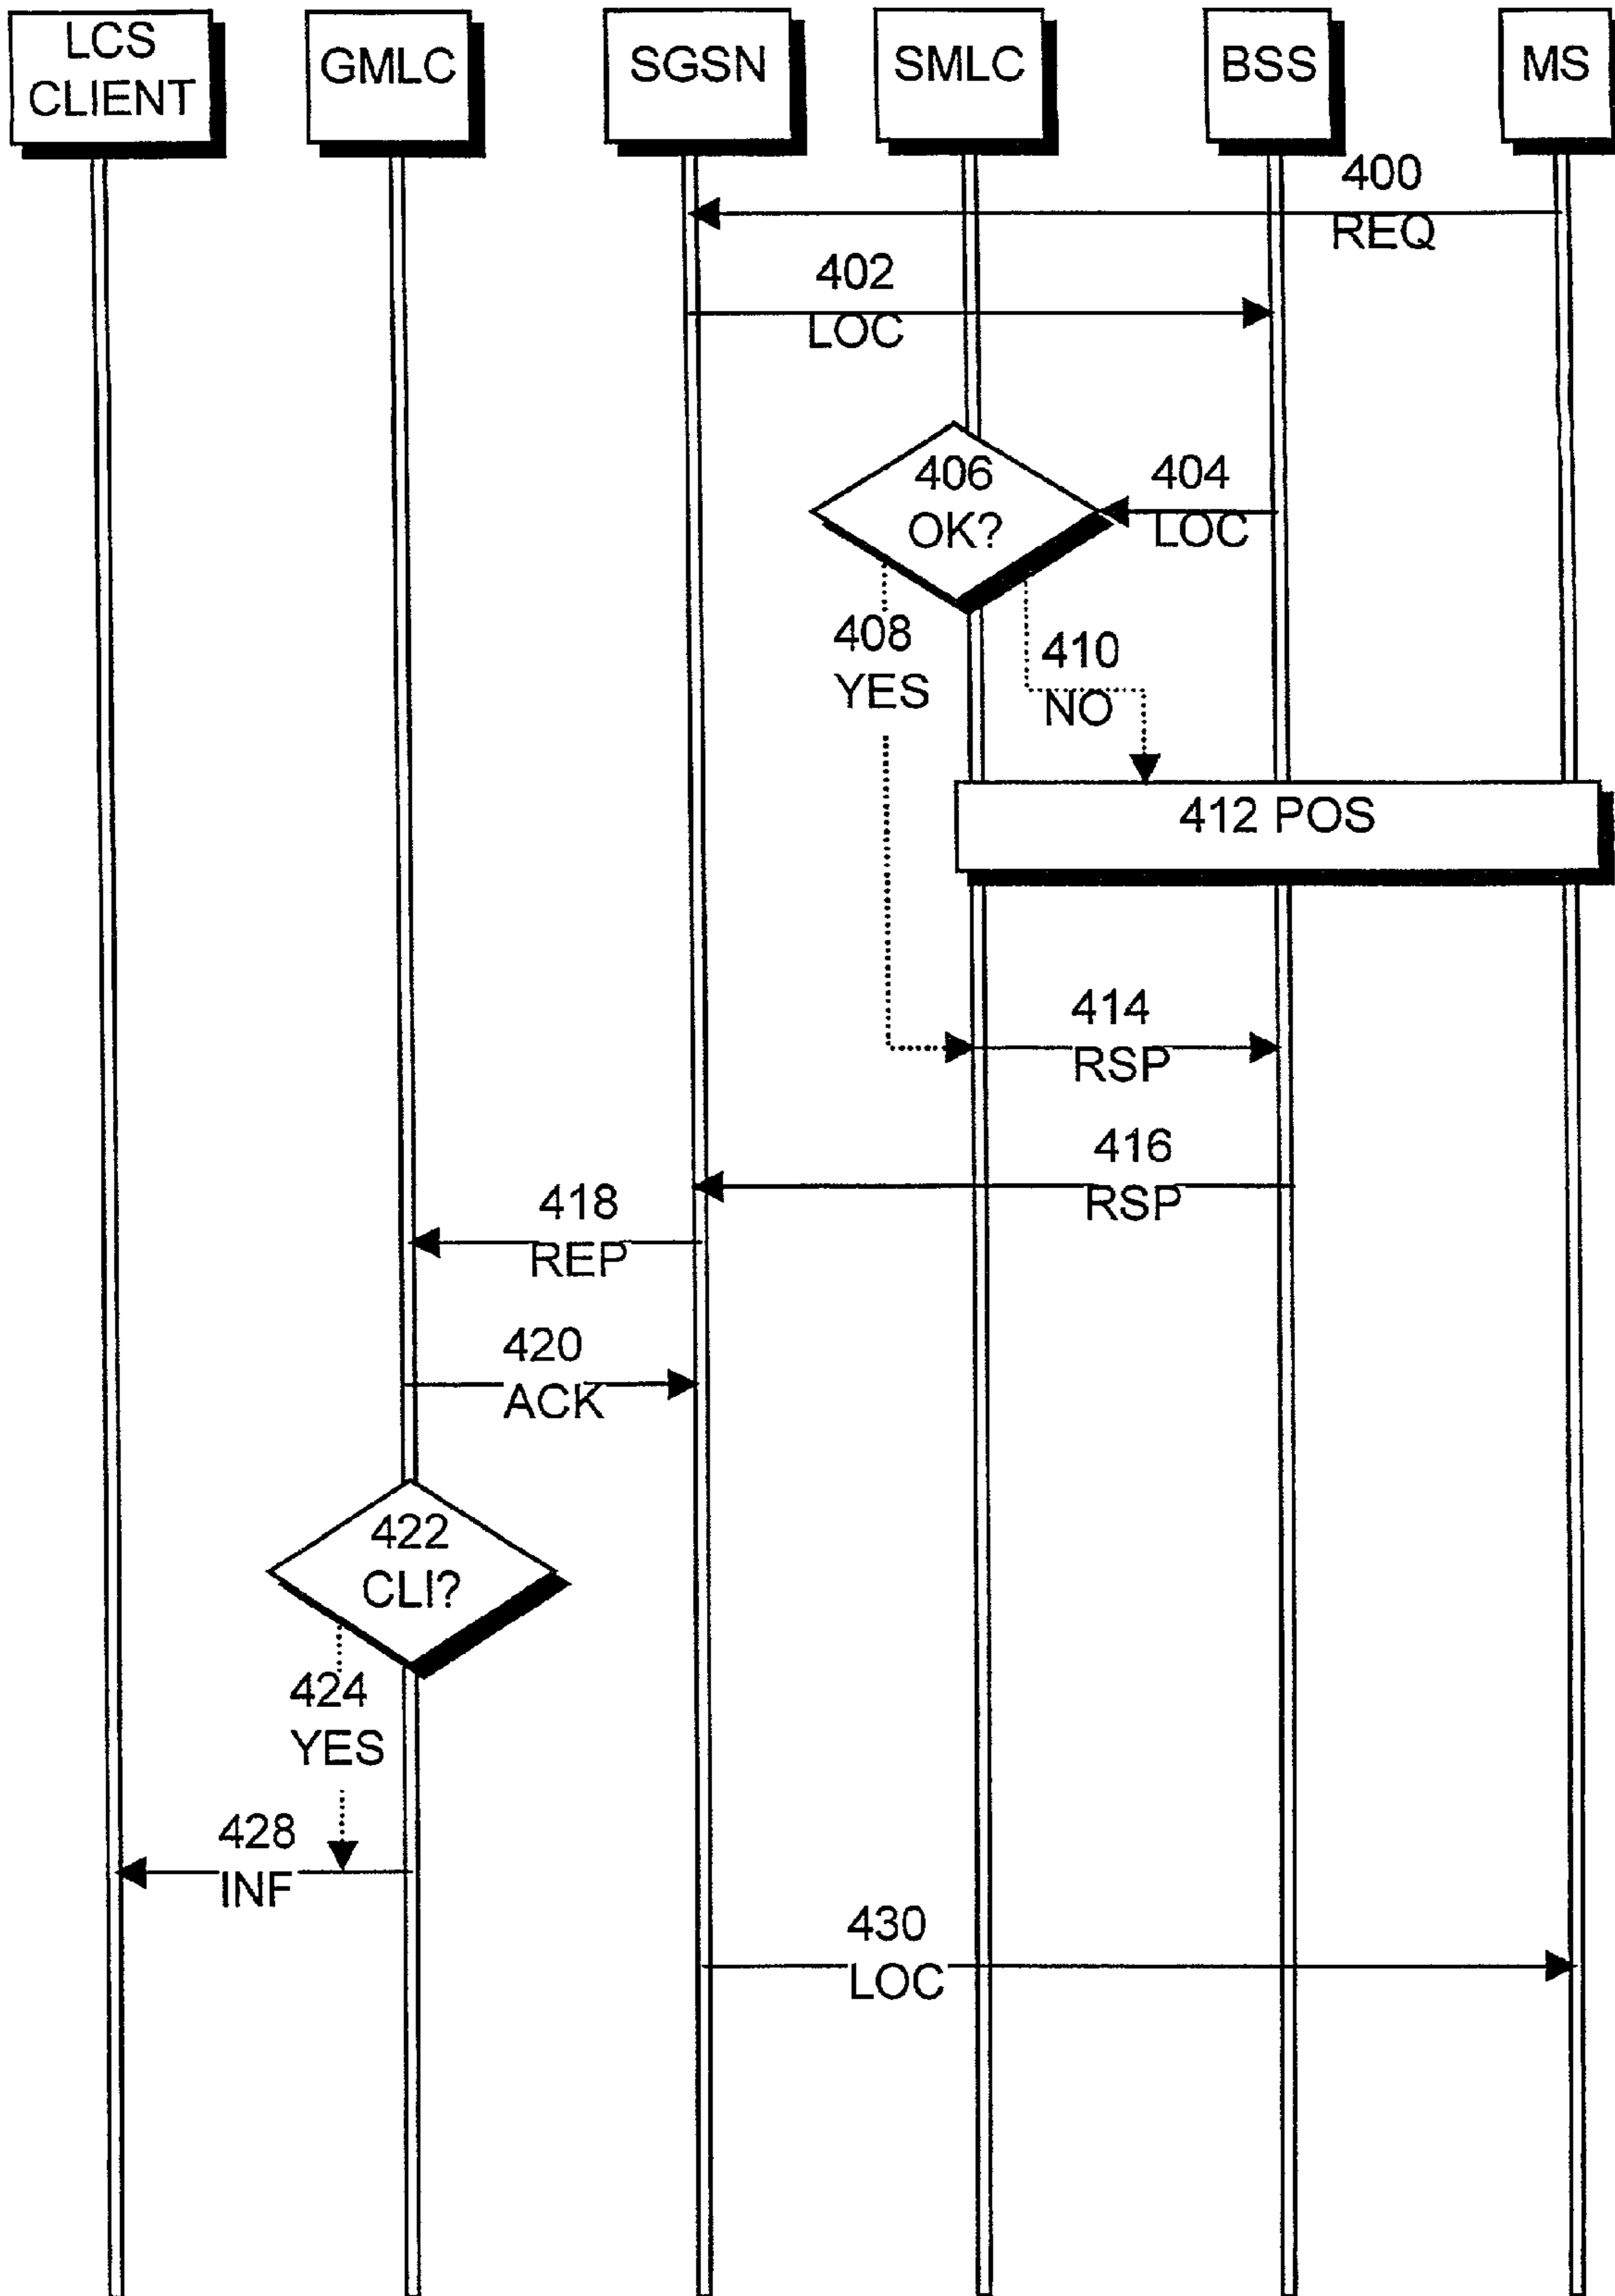 LCS
CLIENT
GMLC
SGSN
SMLC
BSS
MS
400
REQ
402
LOC
406
OK?
404
LOC
408
YES
410
NO
412 POS
414
RSP
416
RSP
418
REP
420
ACK
422
CLI?
424
YES
428
INF
430
LOC